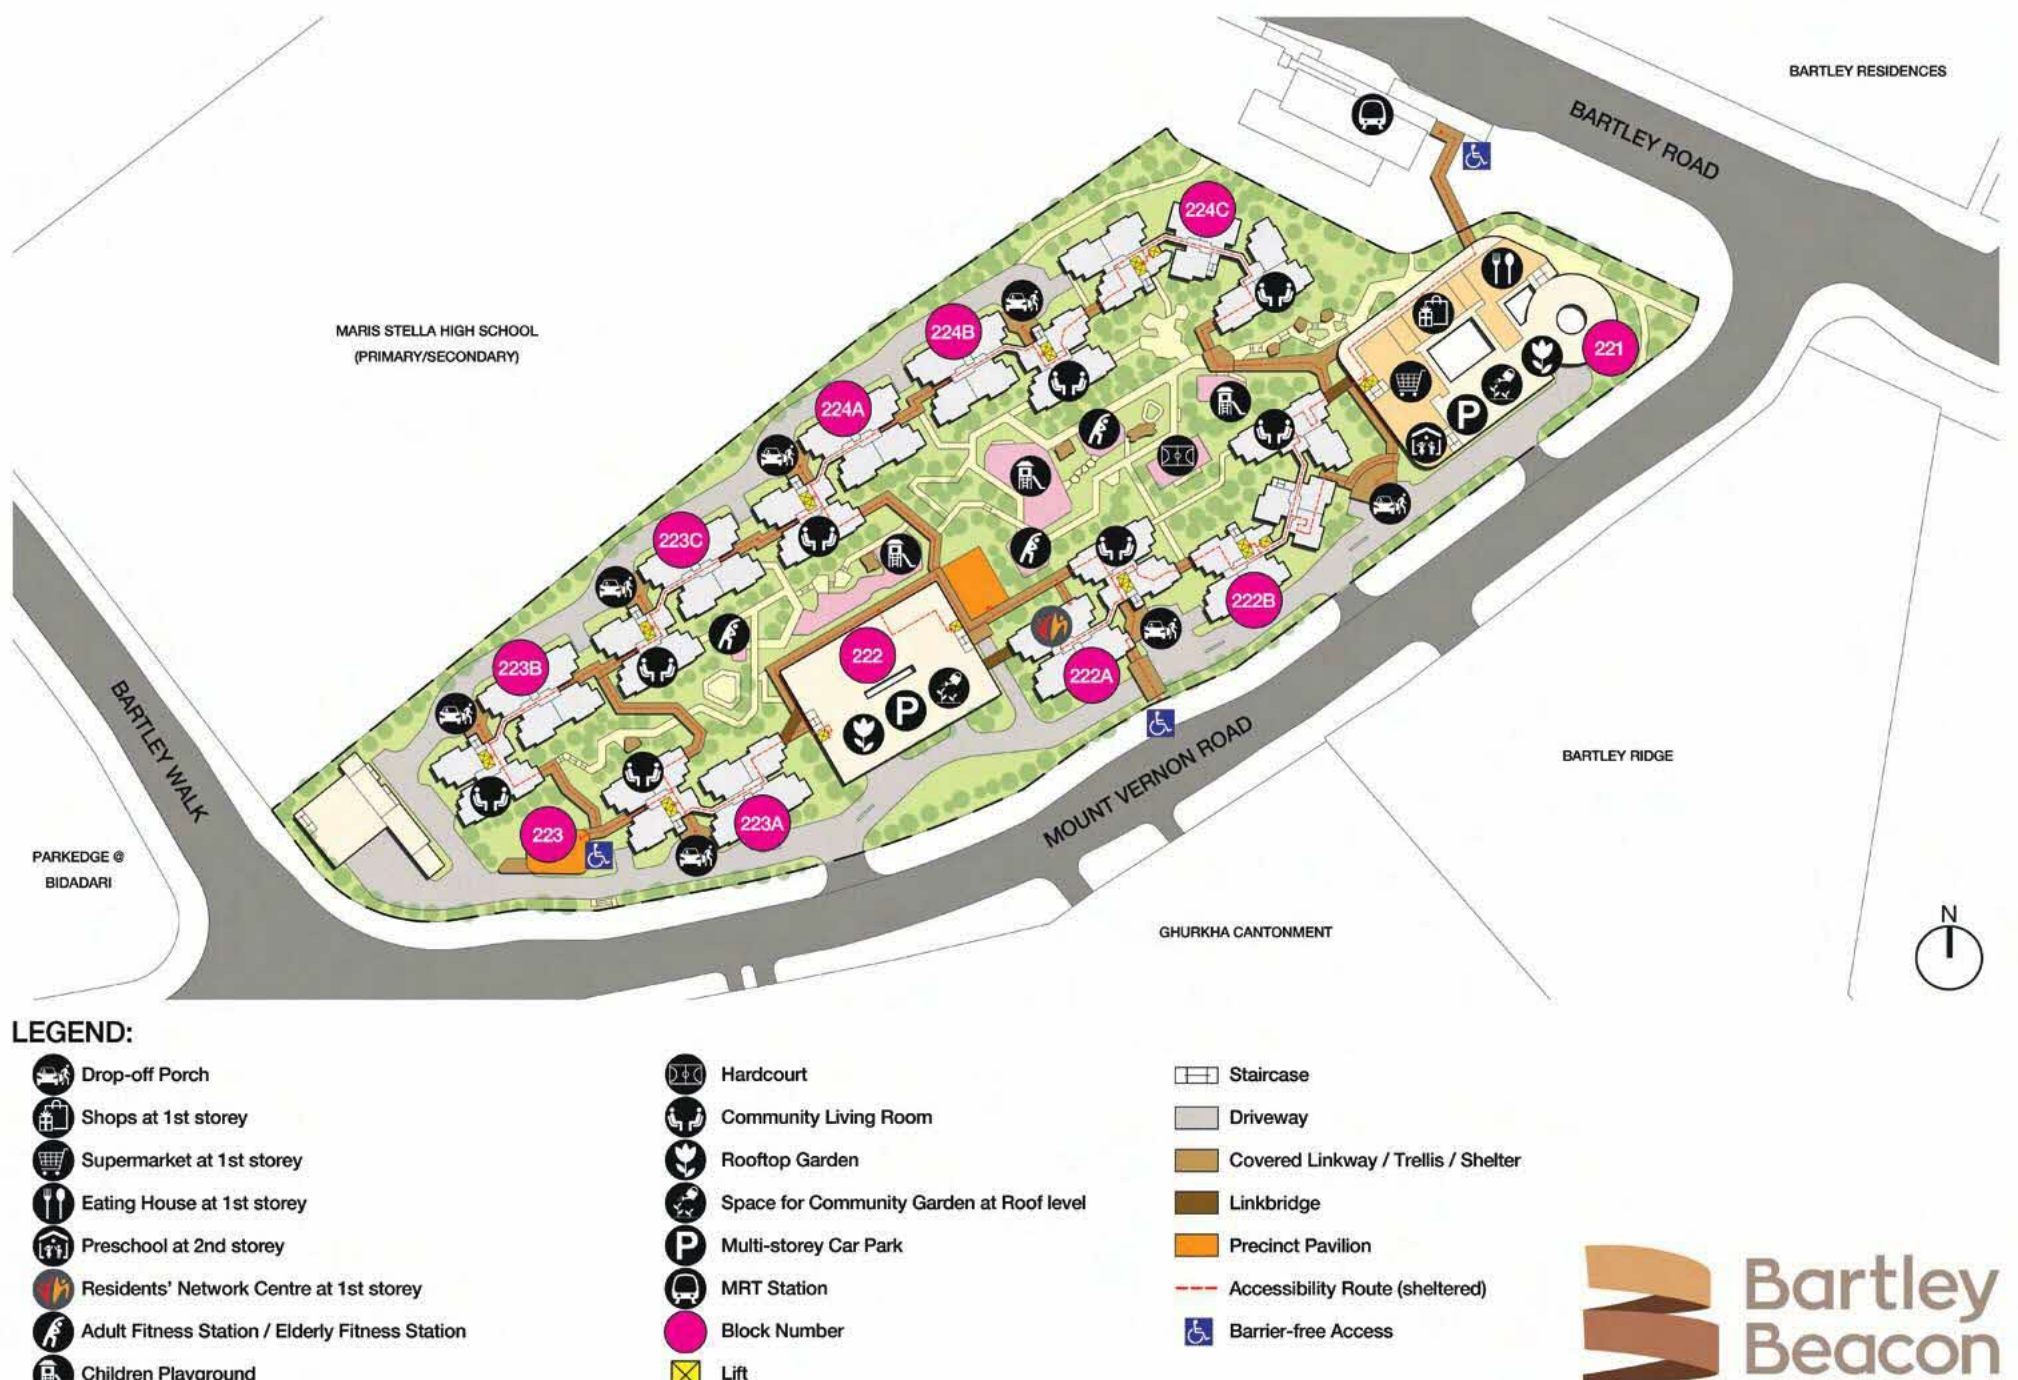 BARTLEY RESIDENCES
BARTLEY ROAD
224C
MARIS STELLA HIGH SCHOOL
(PRIMARY/SECONDARY)
224B
221
224A
P
223C
222B
223B
222
222A
P
BARTLEY WALK
MOUNT VERNON ROAD
BARTLEY RIDGE
223
223A
PARKEDGE @
BIDADARI
GHURKHA CANTONMENT
N
LEGEND:
Drop-off Porch
Shops at 1st storey
Supermarket at 1st storey
Eating House at 1st storey
Preschool at 2nd storey
Residents' Network Centre at 1st storey
Adult Fitness Station / Elderly Fitness Station
Children Playground
Hardcourt
Community Living Room
Rooftop Garden
Space for Community Garden at Roof level
P Multi-storey Car Park
MRT Station
Block Number
Lift
Staircase
Driveway
Covered Linkway / Trellis / Shelter
Linkbridge
Precinct Pavilion
Accessibility Route (sheltered)
Barrier-free Access
Bartley
Beacon